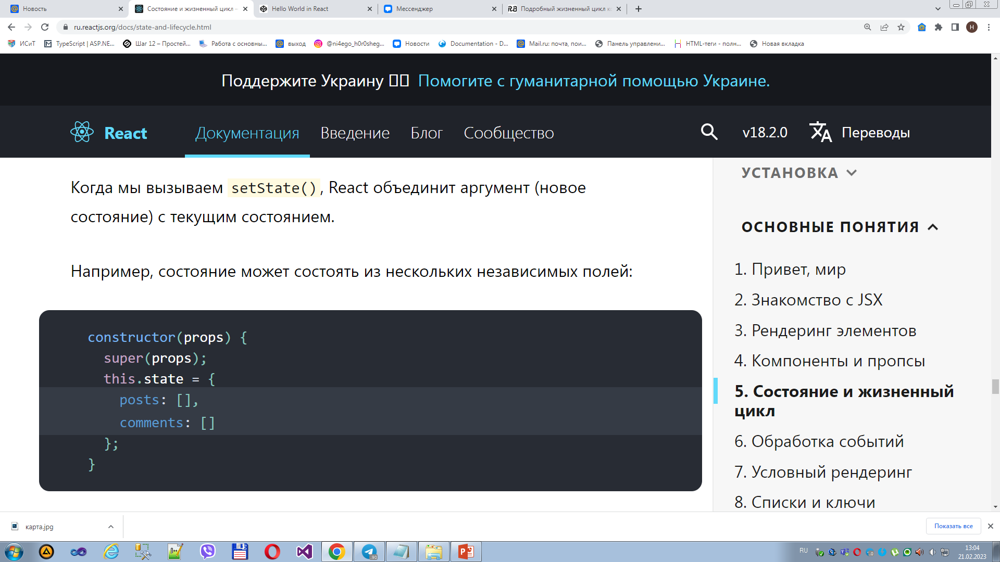 Новость
Состояние и жизненный цикл –
Hello World in React
Мессенджер
Подробный жизненный цикл
ru.reactjs.org/docs/state-and-lifecycle.html
Н
ИСиТ
TypeScript | ASP.NE...
Шаг 12 – Простей...
Работа с основны...
выход
@ni4ego_h0r0sheg...
Новости
Documentation - D...
Mail.ru: почта, пои...
Панель управлени...
HTML-теги - полн...
Новая вкладка
Поддержите Украину Помогите с гуманитарной помощью Украине.
React
Документация
Введение
Блог
Сообщество
v18.2.0
Переводы
Когда мы вызываем setState(), React объединит аргумент (новое
состояние) с текущим состоянием.
Например, состояние может состоять из нескольких независимых полей:
constructor(props) {
super(props);
this.state = {
posts: [],
comments: []
};
}
УСТАНОВКА
ОСНОВНЫЕ ПОНЯТИЯ
1. Привет, мир
2. Знакомство с JSX
3. Рендеринг элементов
4. Компоненты и пропсы
5. Состояние и жизненный
цикл
6. Обработка событий
7. Условный рендеринг
8. Списки и ключи
карта.jpg
Показать все
RU
13:04
21.02.2023